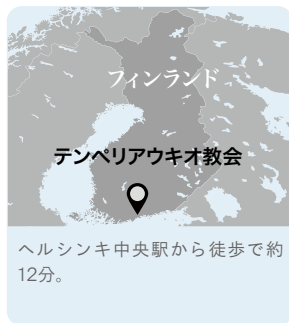 フィンランド
テンペリアウキオ教会
ヘルシンキ中央駅から徒歩で約
12分。